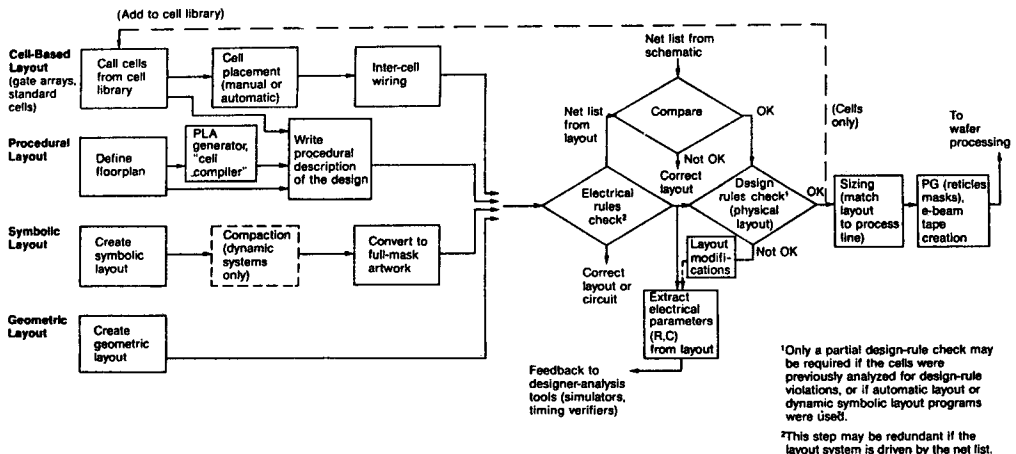 (Add to cell library)
Cell-Based
Layout
(gate arrays,
standard
cells)
Call cells
from cell
library
Cell
placement
(manual or
automatic)
Inter-cell
wiring
Procedural
Layout
Define
floorplan
PLA
generator,
"cell
compiler"
Write
procedural
description
of the design
Symbolic
Layout
Create
symbolic
layout
Compaction
(dynamic
systems
only)
Convert to
full-mask
artwork
Geometric
Layout
Create
geometric
layout
Net list from
schematic
Net list
from
layout
Compare
OK
Not OK
Correct
layout
Electrical
rules
check²
Correct
layout or
circuit
Design
rules check¹
(physical
layout)
OK
Not OK
(Cells
only)
Layout
modifi-
cations
Extract
electrical
parameters
(R,C)
from layout
Feedback to
designer-analysis
tools (simulators,
timing verifiers)
Sizing
(match
layout
to process
line)
PG (reticles
masks),
e-beam
tape
creation
To
wafer
processing
¹Only a partial design-rule check may
be required if the cells were
previously analyzed for design-rule
violations, or if automatic layout or
dynamic symbolic layout programs
were used.
²This step may be redundant if the
layout system is driven by the net list.